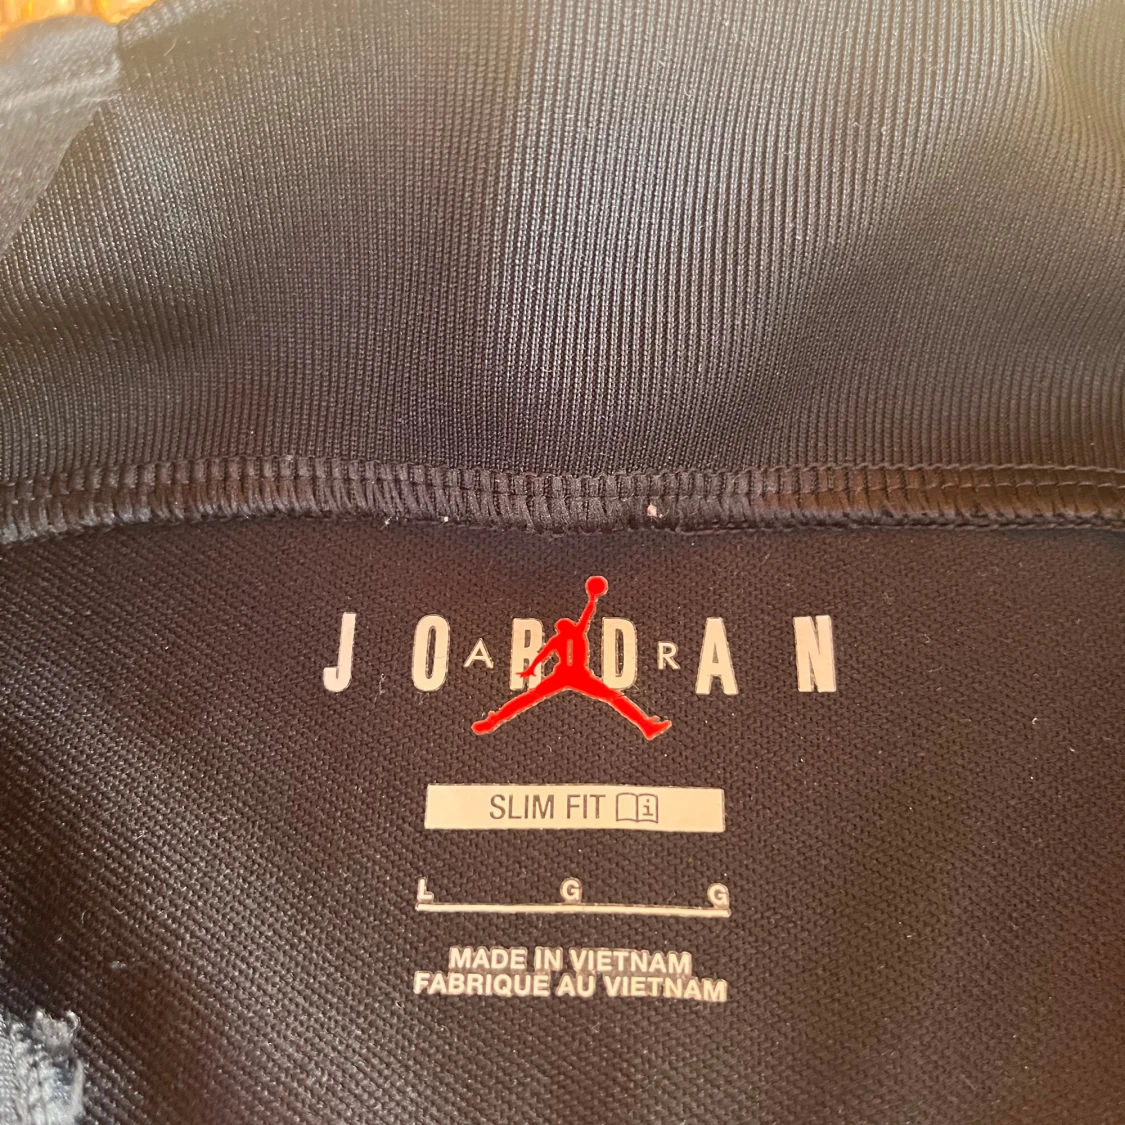 JORDAN
AIR
SLIM FIT
L G G
MADE IN VIETNAM
FABRIQUE AU VIETNAM